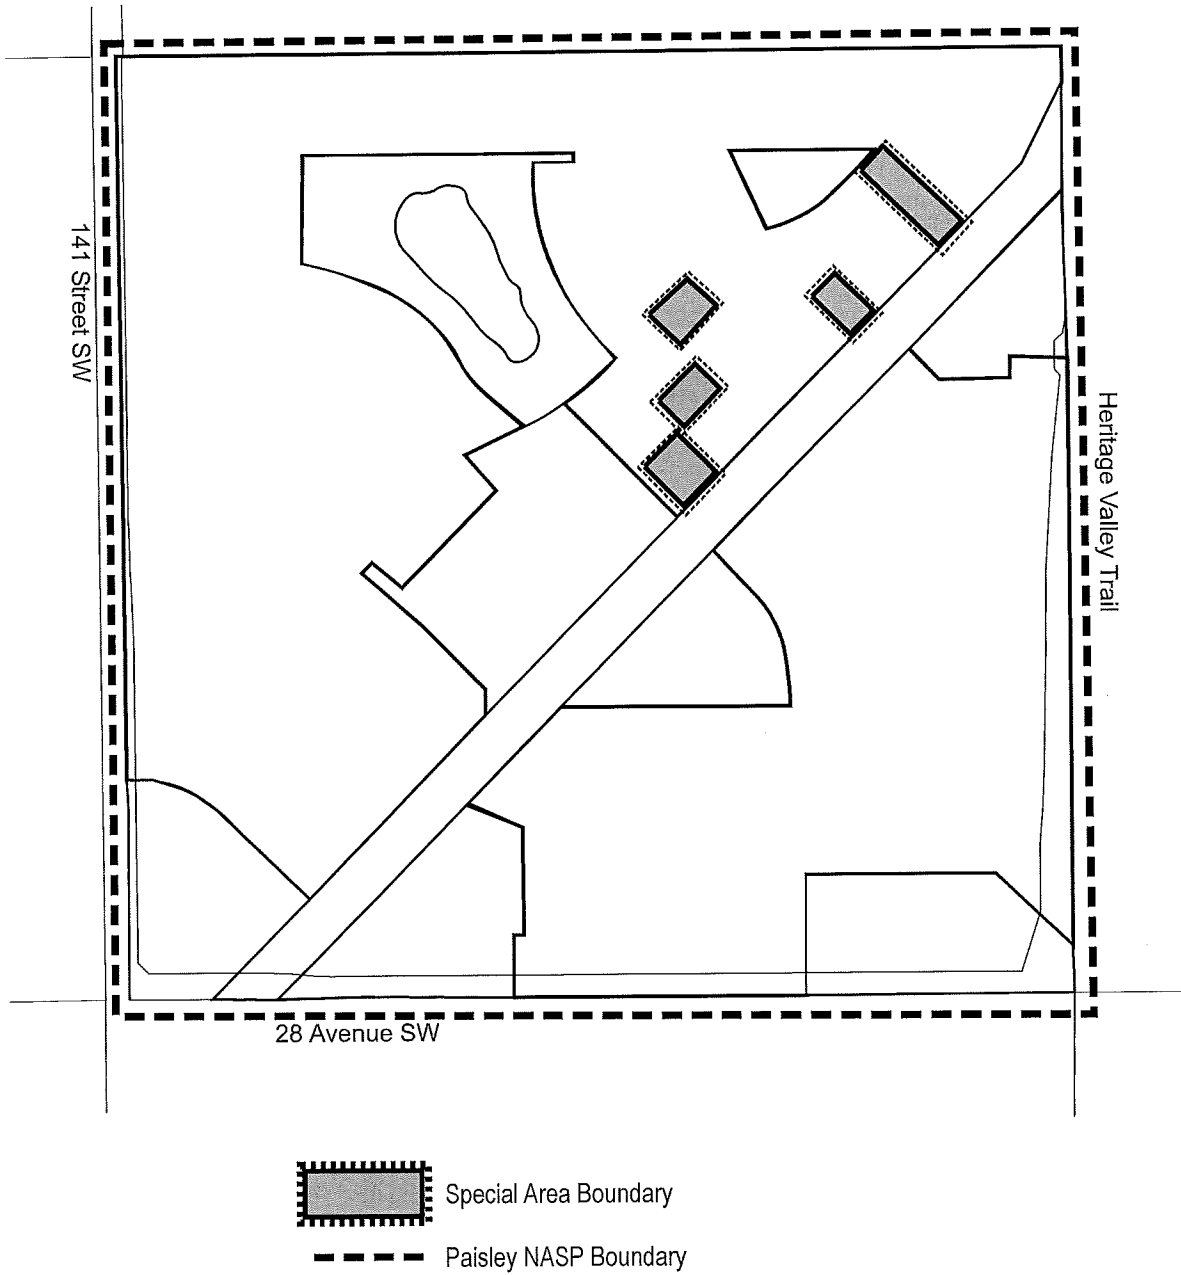 141 Street SW
Heritage Valley Trail
28 Avenue SW
Special Area Boundary
Paisley NASP Boundary